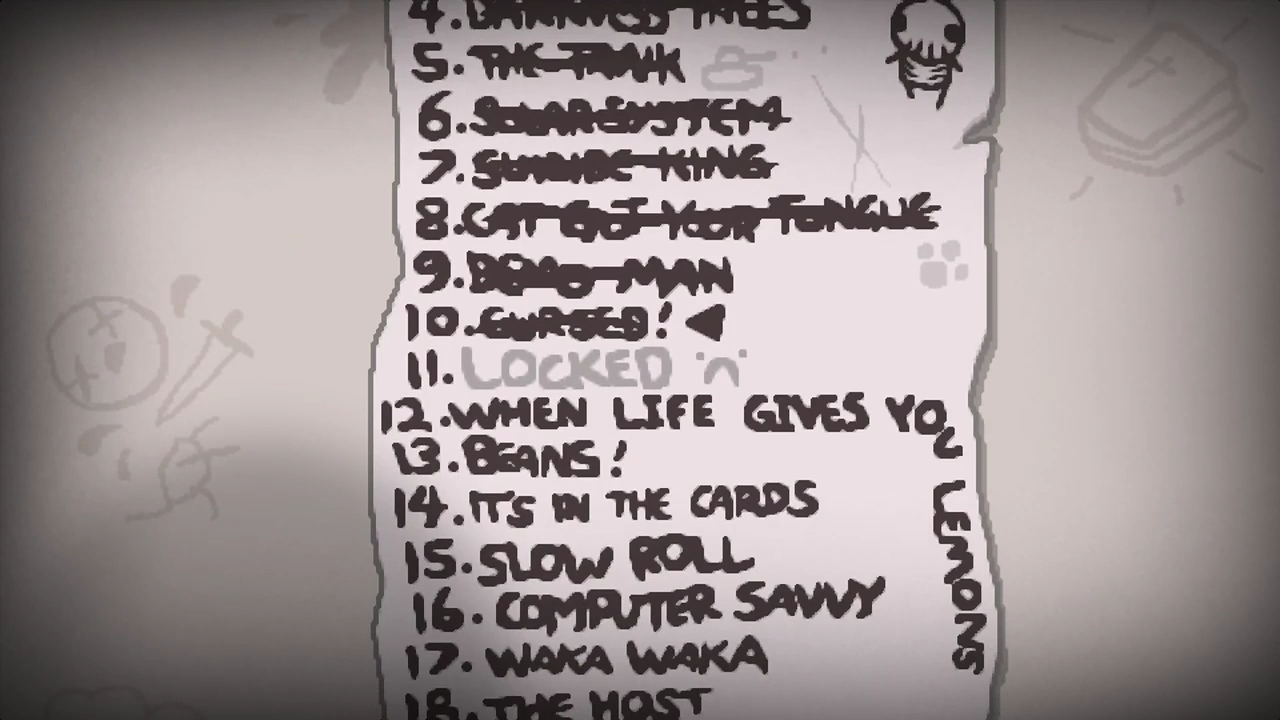 4. DARKNESS FALLS
5. THE TANK
6. SOLAR SYSTEM
7. SUICIDE KING
8. CAT GOT YOUR TONGUE
9. DEMO MAN
10. CURSED!
11. LOCKED
12. WHEN LIFE GIVES YOU LEMONS
13. BEANS!
14. IT'S IN THE CARDS
15. SLOW ROLL
16. COMPUTER SAVVY
17. WAKA WAKA
18. THE HOST